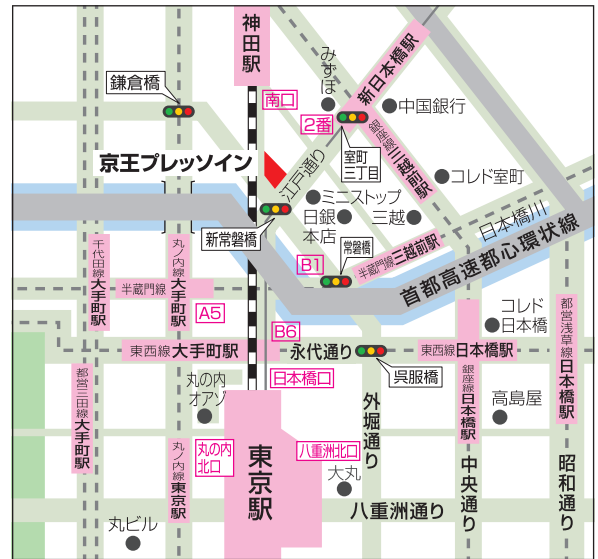 神田駅
みずほ
新日本橋駅
鎌倉橋
南口
中国銀行
2番
京王プレッソイン
江戸通り
室町
三丁目
銀座線三越前駅
コレド室町
ミニストップ
日銀
本店
三越
日本橋川
新常磐橋
常磐橋
半蔵門線三越前駅
首都高速都心環状線
B1
千代田線大手町駅
丸ノ内線大手町駅
半蔵門線
A5
B6
コレド
日本橋
都営浅草線日本橋駅
東西線大手町駅
永代通り
東西線日本橋駅
呉服橋
日本橋口
都営三田線大手町駅
丸の内
オアゾ
外堀通り
銀座線日本橋駅
高島屋
丸の内
北口
丸ノ内線東京駅
東京駅
八重洲北口
大丸
中央通り
昭和通り
八重洲通り
丸ビル